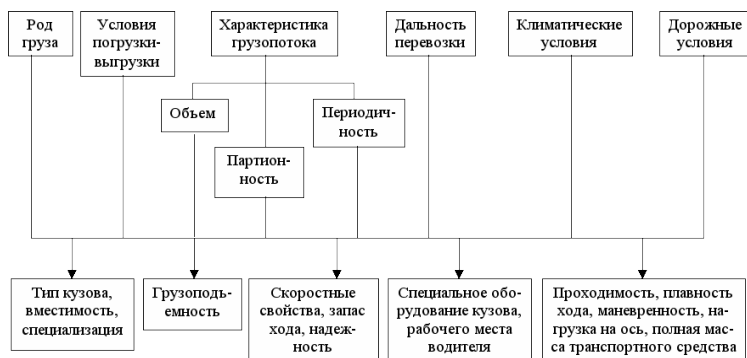 Род
груза
Условия
погрузки-
выгрузки
Характеристика
грузопотока
Дальность
перевозки
Климатические
условия
Дорожные
условия
Объем
Партион-
ность
Периодич-
ность
Тип кузова,
вместимость,
специализация
Грузоподъ-
емность
Скоростные
свойства, запас
хода, надеж-
ность
Специальное обо-
рудование кузова,
рабочего места
водителя
Проходимость, плавность
хода, маневренность, на-
грузка на ось, полная мас-
са транспортного средства